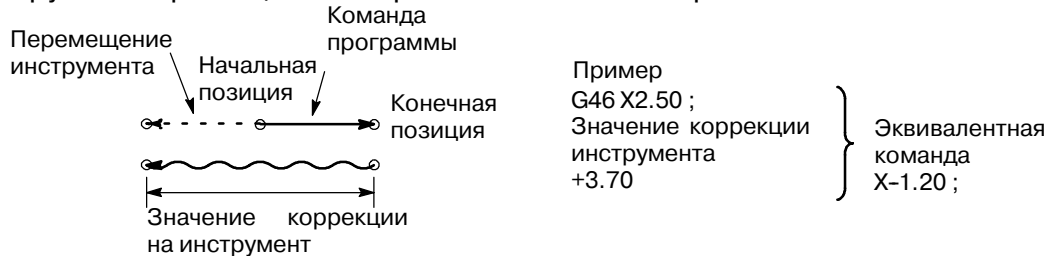 Команда
программы
Перемещение
инструмента
Начальная
позиция
Конечная
позиция
Значение коррекции
на инструмент
Пример
G46 X2.50 ;
Значение коррекции
инструмента
+3.70
Эквивалентная
команда
X-1.20 ;